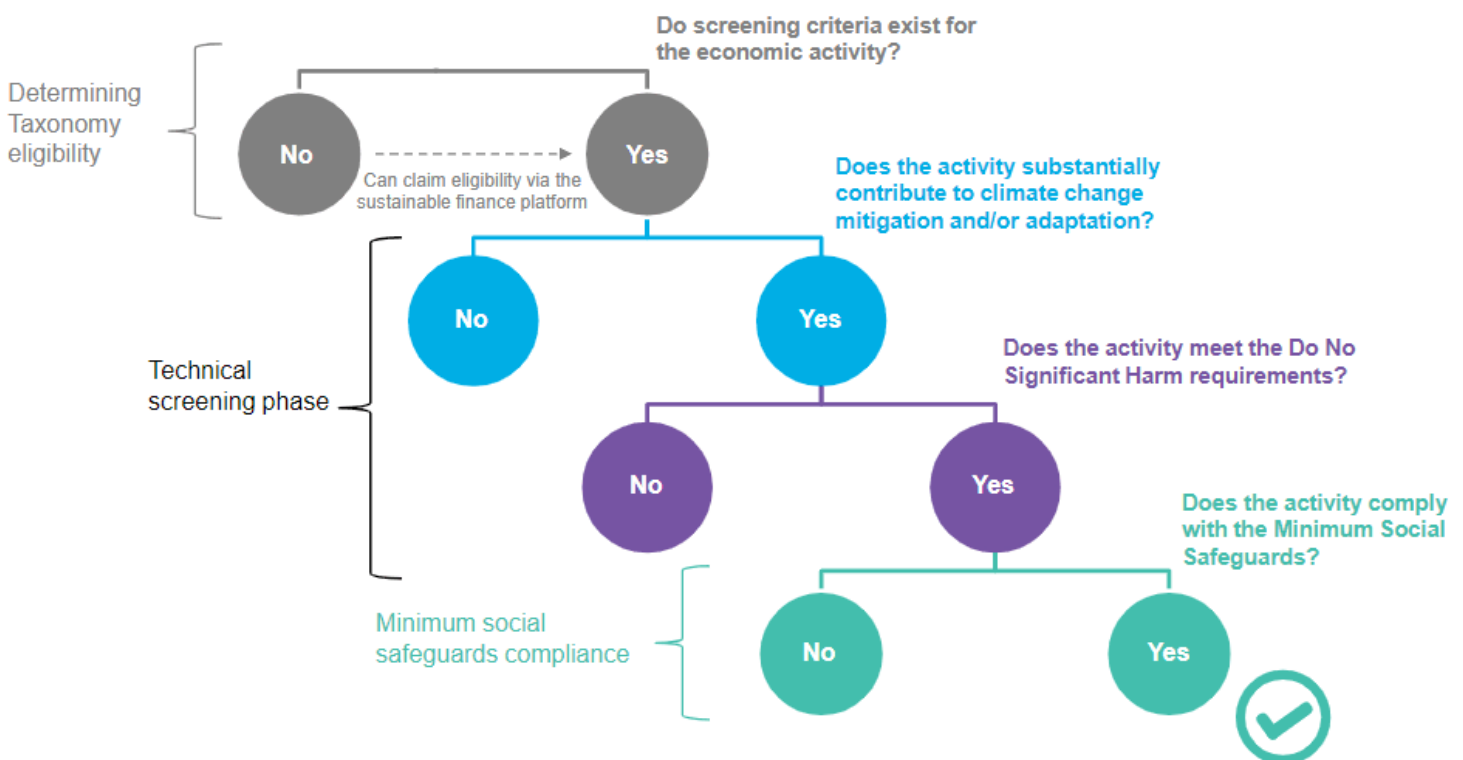 Do screening criteria exist for
the economic activity?
Determining
Taxonomy
eligibility
No
Yes
Can claim eligibility via the
sustainable finance platform
Does the activity substantially
contribute to climate change
mitigation and/or adaptation?
No
Yes
Technical
screening phase
Does the activity meet the Do No
Significant Harm requirements?
No
Yes
Does the activity comply
with the Minimum Social
Safeguards?
Minimum social
safeguards compliance
No
Yes